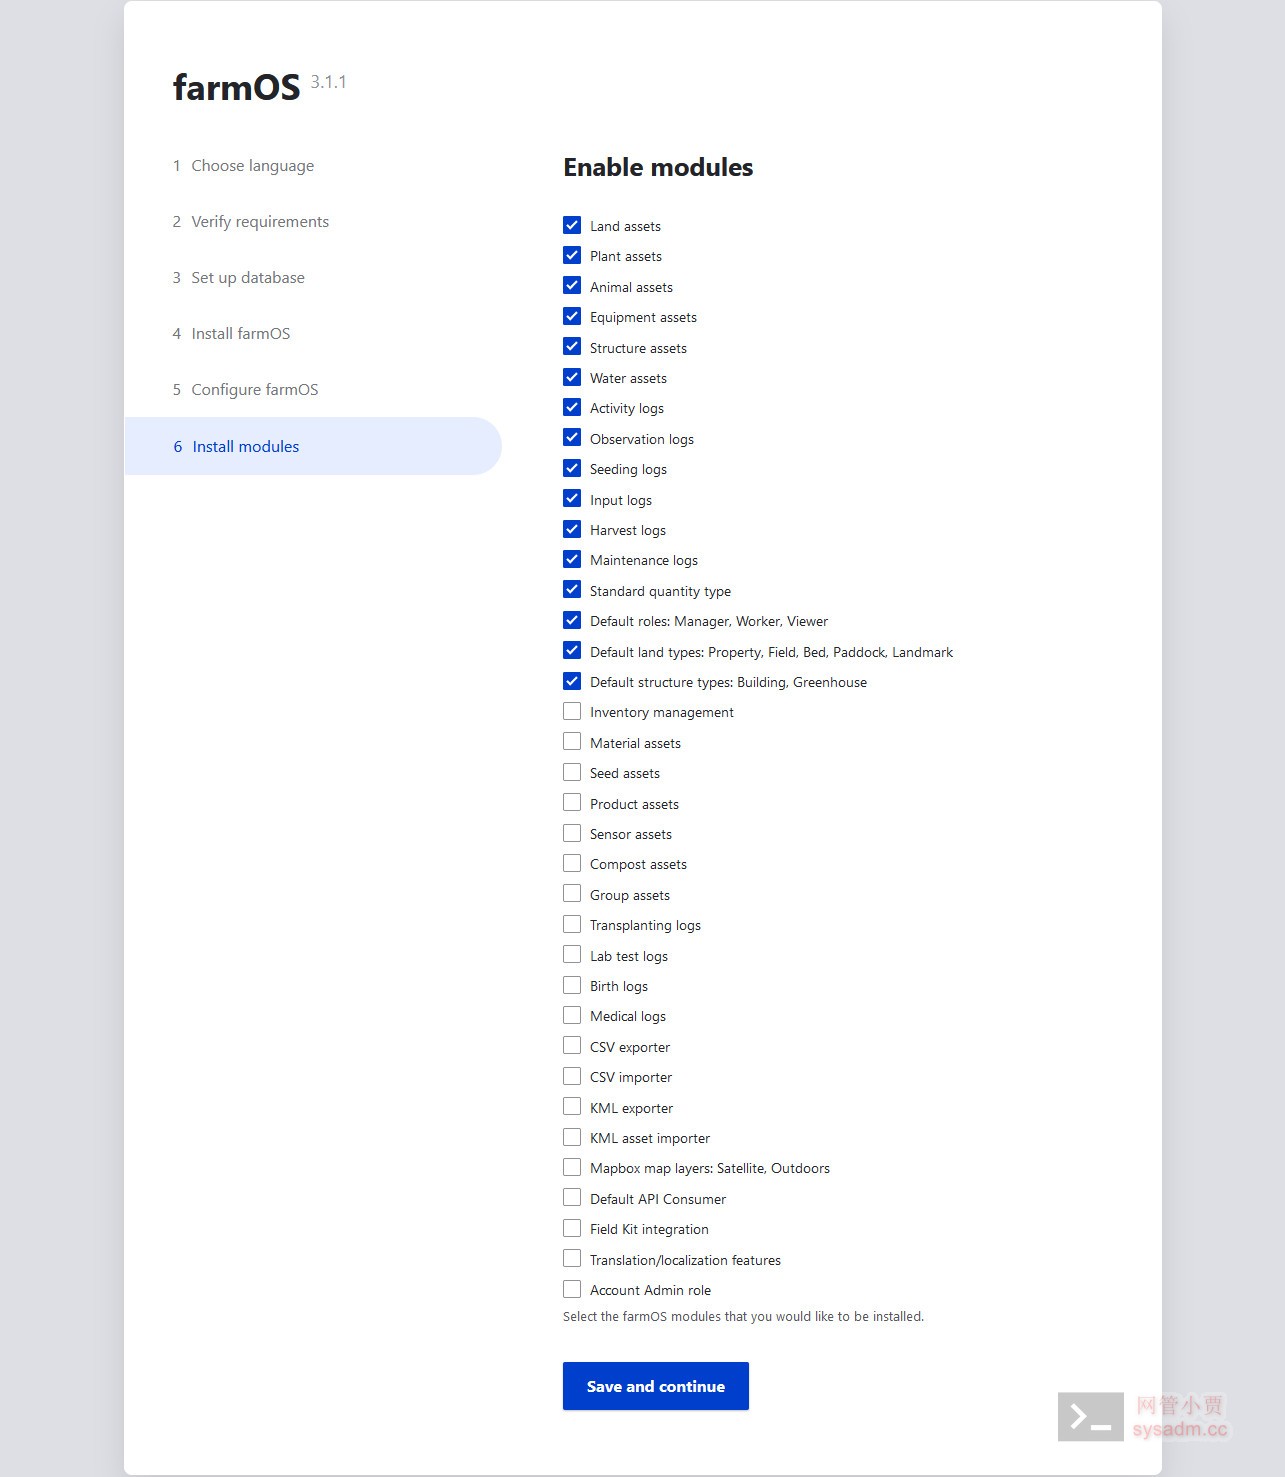 farmOS 3.1.1
1 Choose language
2 Verify requirements
3 Set up database
4 Install farmOS
5 Configure farmOS
6 Install modules
Enable modules
Land assets
Plant assets
Animal assets
Equipment assets
Structure assets
Water assets
Activity logs
Observation logs
Seeding logs
Input logs
Harvest logs
Maintenance logs
Standard quantity type
Default roles: Manager, Worker, Viewer
Default land types: Property, Field, Bed, Paddock, Landmark
Default structure types: Building, Greenhouse
Inventory management
Material assets
Seed assets
Product assets
Sensor assets
Compost assets
Group assets
Transplanting logs
Lab test logs
Birth logs
Medical logs
CSV exporter
CSV importer
KML exporter
KML asset importer
Mapbox map layers: Satellite, Outdoors
Default API Consumer
Field Kit integration
Translation/localization features
Account Admin role
Select the farmOS modules that you would like to be installed.
Save and continue
网管小贾
sysadm.cc